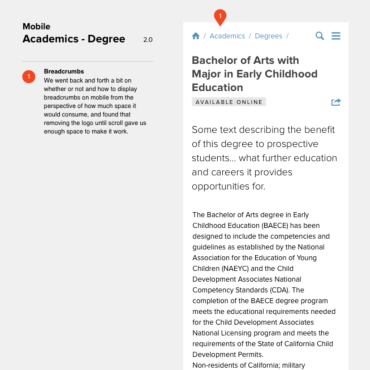 Mobile
Academics - Degree 2.0
1
Breadcrumbs
We went back and forth a bit on
whether or not and how to display
breadcrumbs on mobile from the
perspective of how much space it
would consume, and found that
removing the logo until scroll gave us
enough space to make it work.
1
/ Academics / Degrees /
Bachelor of Arts with
Major in Early Childhood
Education
AVAILABLE ONLINE
Some text describing the benefit
of this degree to prospective
students... what further education
and careers it provides
opportunities for.
The Bachelor of Arts degree in Early
Childhood Education (BAECE) has been
designed to include the competencies and
guidelines as established by the National
Association for the Education of Young
Children (NAEYC) and the Child
Development Associates National
Competency Standards (CDA). The
completion of the BAECE degree program
meets the educational requirements needed
for the Child Development Associates
National Licensing program and meets the
requirements of the State of California Child
Development Permits.
Non-residents of California; military